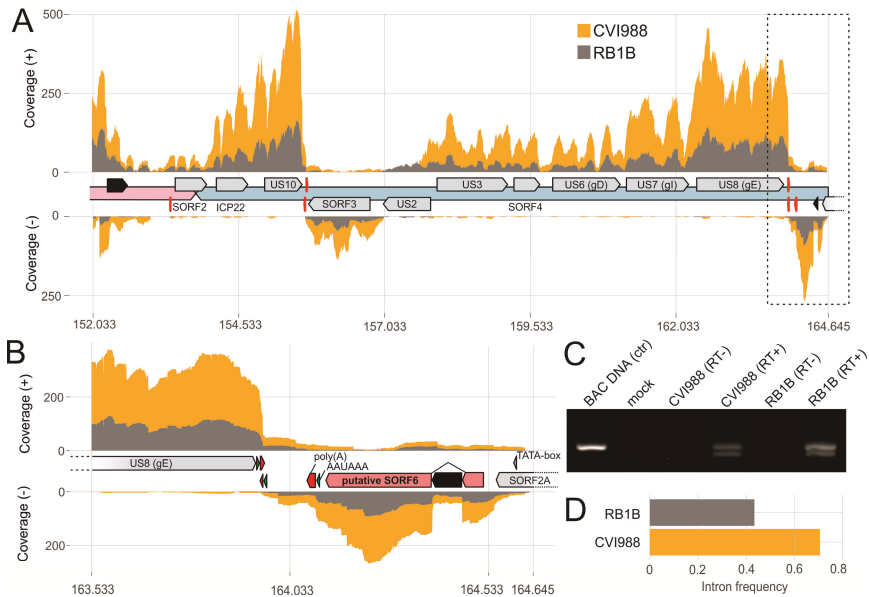 A
500
250
0
Coverage (+)
CVI988
RB1B
US10
US3
US6 (gD)
US7 (gI)
US8 (gE)
SORF2
ICP22
SORF3
US2
SORF4
0
250
Coverage (-)
152.033
154.533
157.033
159.533
162.033
164.645
B
200
0
Coverage (+)
US8 (gE)
poly(A)
AAUAAA
putative SORF6
TATA-box
SORF2A
0
200
Coverage (-)
163.533
164.033
164.533
164.645
C
BAC DNA (ctr)
mock
CVI988 (RT-)
CVI988 (RT+)
RB1B (RT-)
RB1B (RT+)
D
RB1B
CVI988
0
0.2
0.4
0.6
0.8
Intron frequency